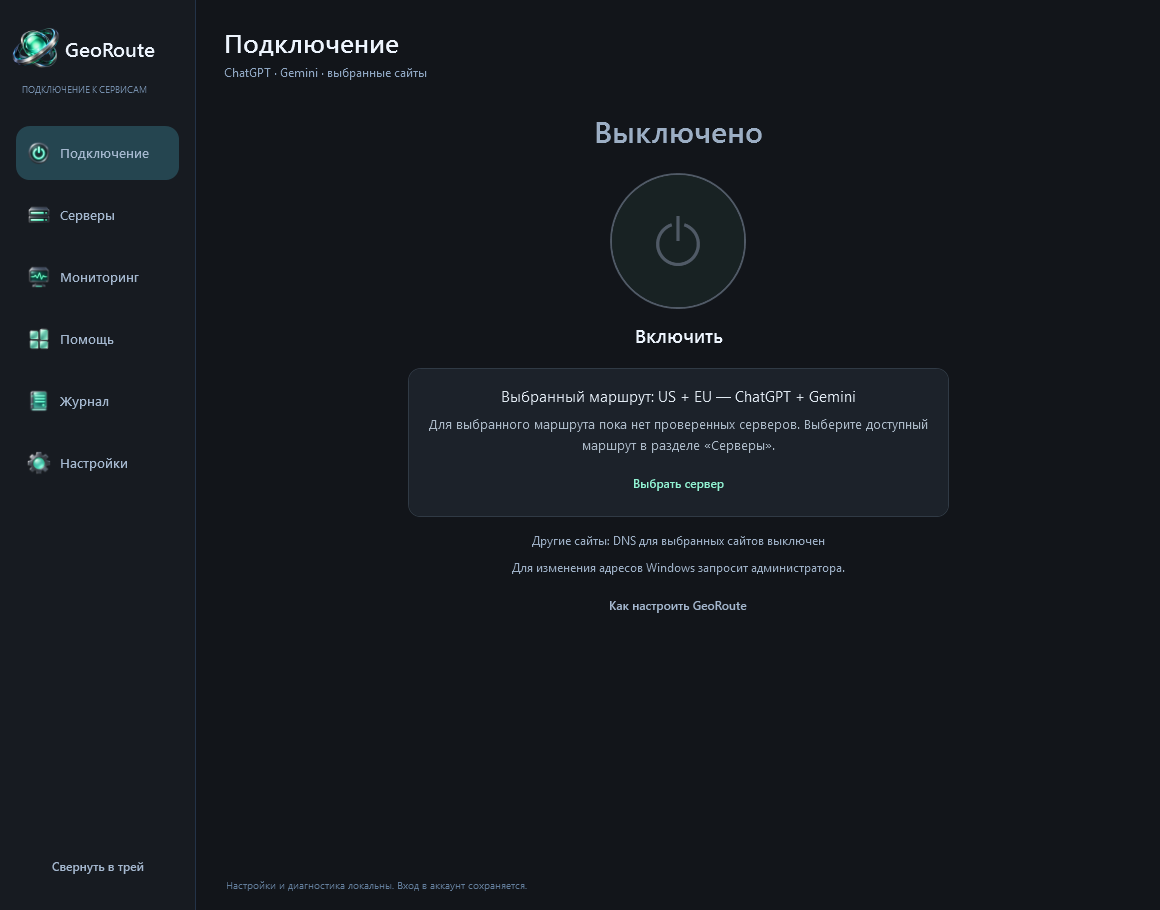 GeoRoute
ПОДКЛЮЧЕНИЕ К СЕРВИСАМ
Подключение
Серверы
Мониторинг
Помощь
Журнал
Настройки
Свернуть в трей
Подключение
ChatGPT · Gemini · выбранные сайты
Выключено
Включить
Выбранный маршрут: US + EU — ChatGPT + Gemini
Для выбранного маршрута пока нет проверенных серверов. Выберите доступный
маршрут в разделе «Серверы».
Выбрать сервер
Другие сайты: DNS для выбранных сайтов выключен
Для изменения адресов Windows запросит администратора.
Как настроить GeoRoute
Настройки и диагностика локальны. Вход в аккаунт сохраняется.